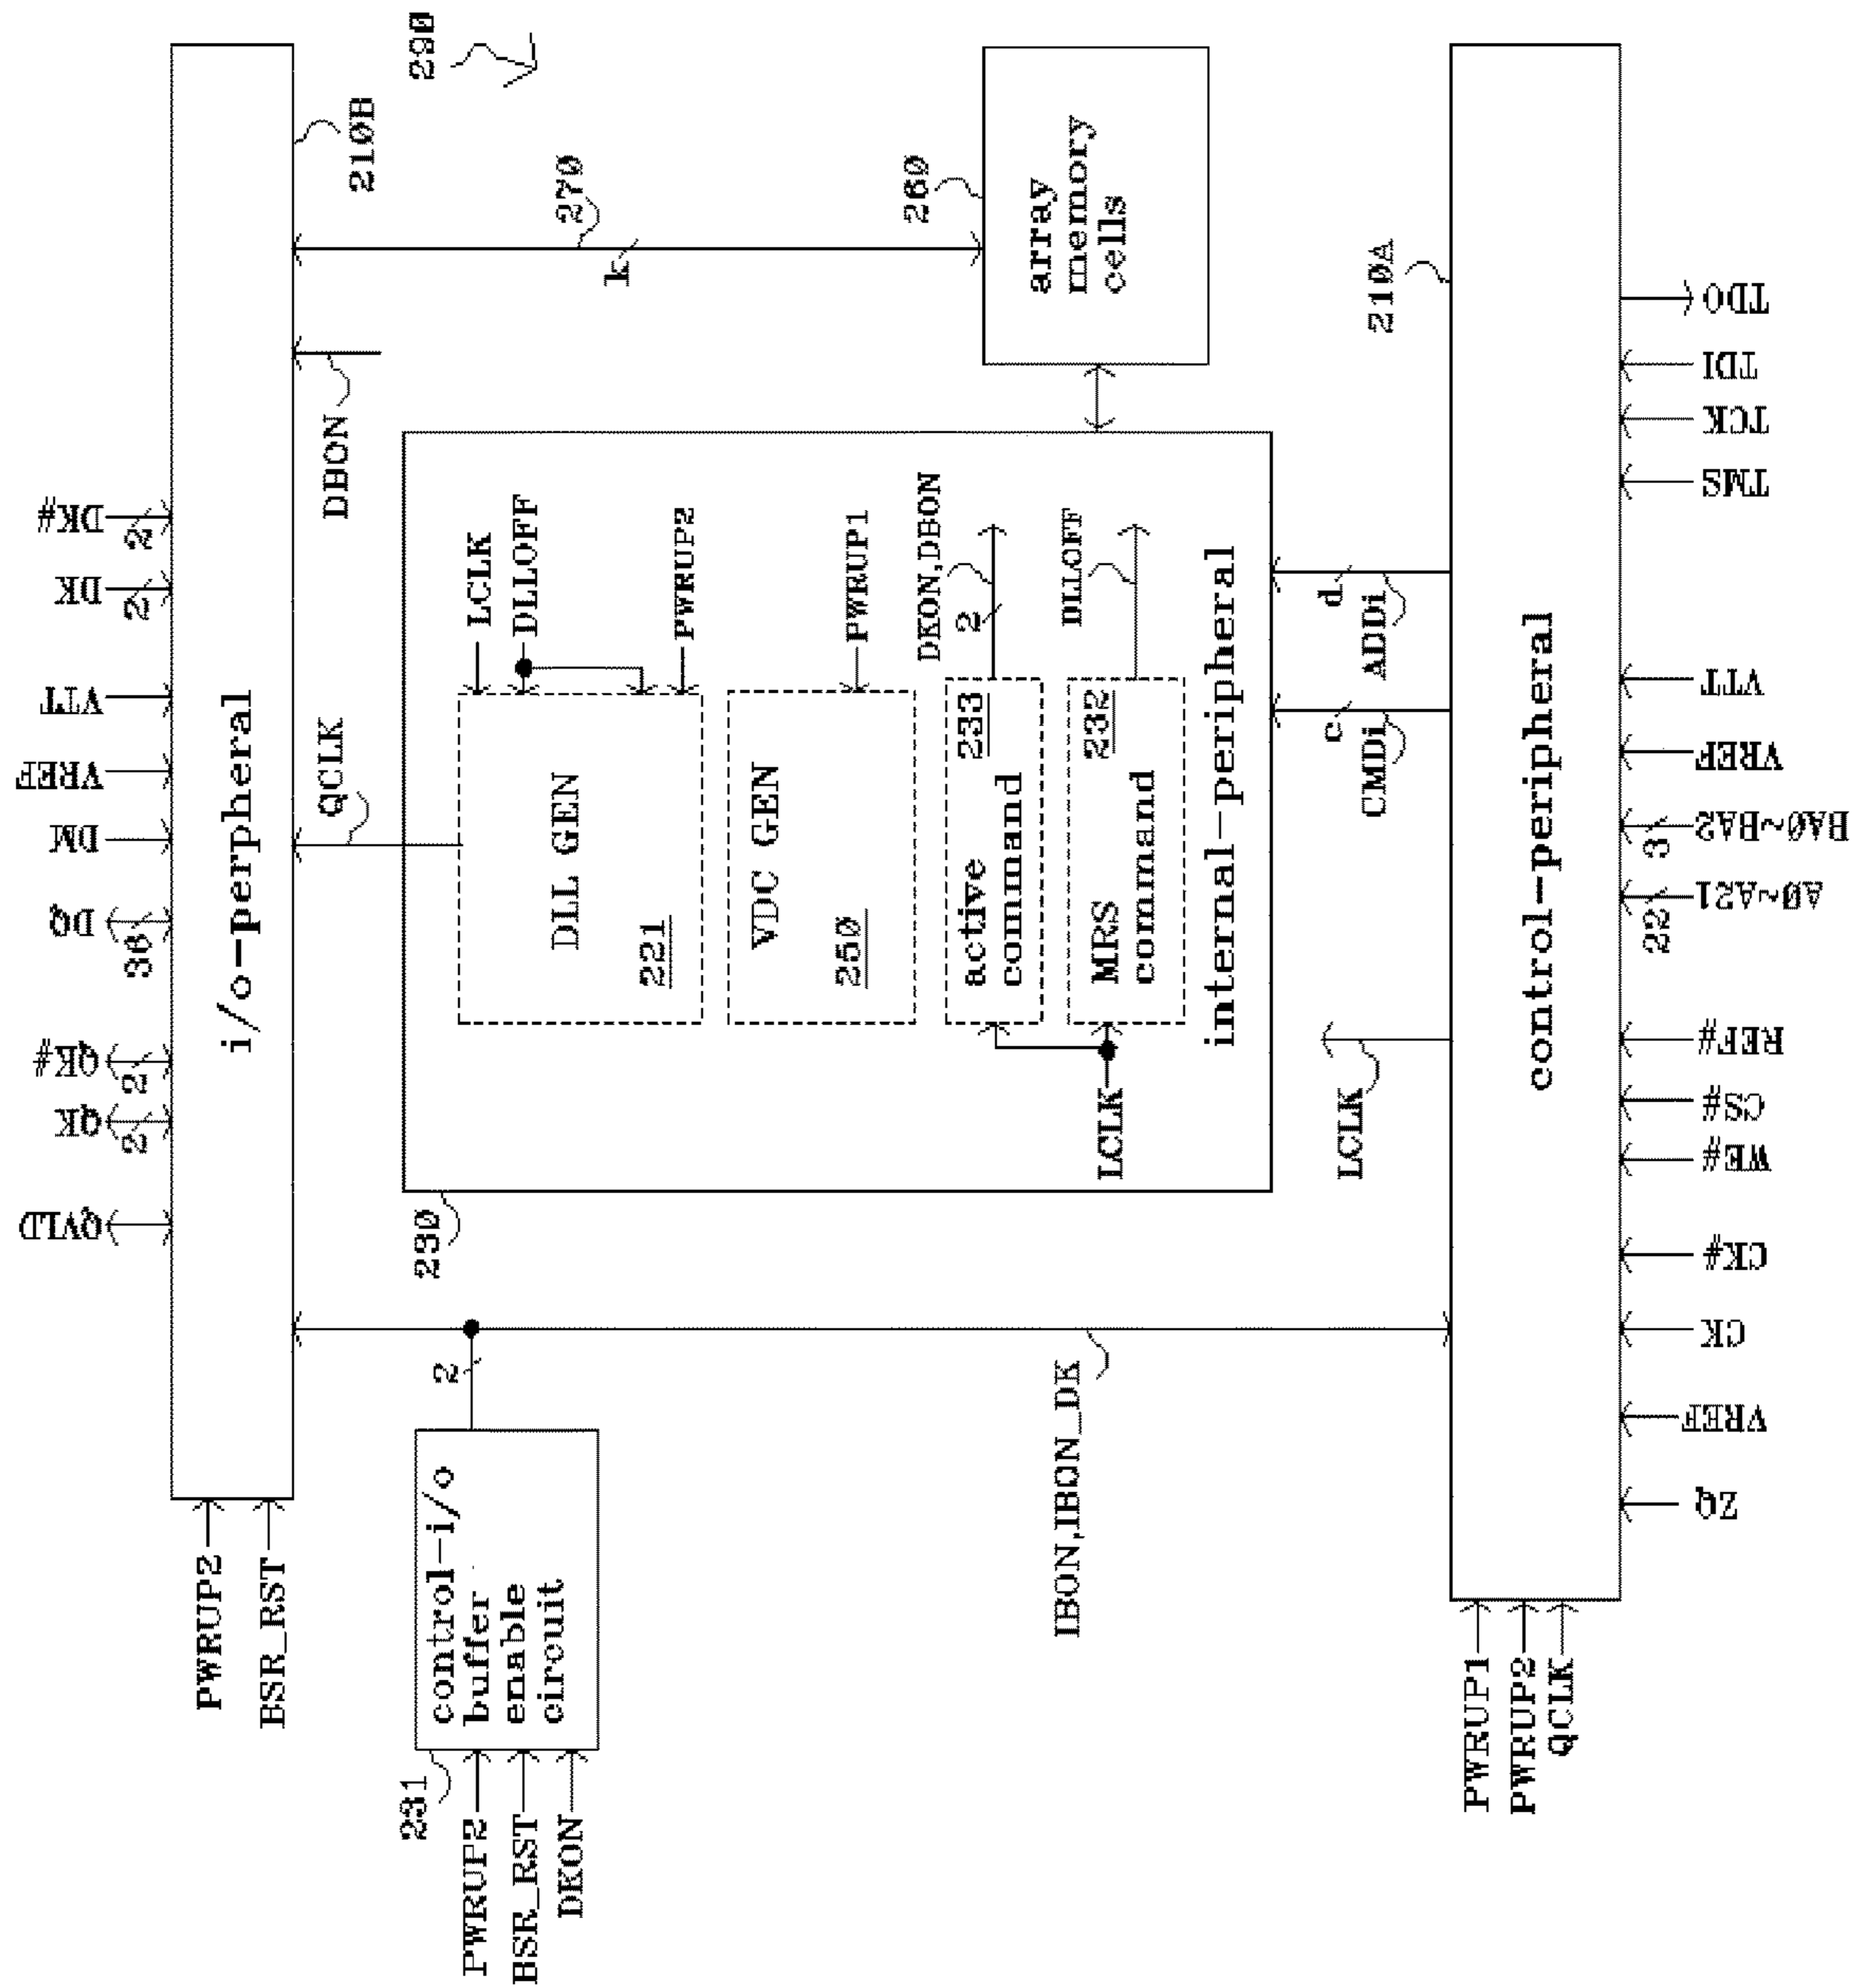 290
DK#
2
DK
2
VTT
VREF
DM
DQ
36
QK#
2
QK
2
QVLD
i/o-perpheral
210B
PWRUP2
BSR_RST
DBON
270
k
QCLK
230
DLL GEN
221
LCLK
DLLOFF
PWRUP2
VDC GEN
250
PWRUP1
active
command
233
DKON,DBON
2
MRS
command
232
DLLOFF
LCLK
internal-peripheral
260
array
memory
cells
231
control-i/o
buffer
enable
circuit
PWRUP2
BSR_RST
DKON
2
IBON,IBON_DK
LCLK
c
CMDi
d
ADDi
210A
control-peripheral
PWRUP1
PWRUP2
QCLK
ZQ
VREF
CK
CK#
WE#
CS#
REF#
A0~A21
22
BA0~BA2
3
VREF
VTT
TMS
TCK
TDI
TDO